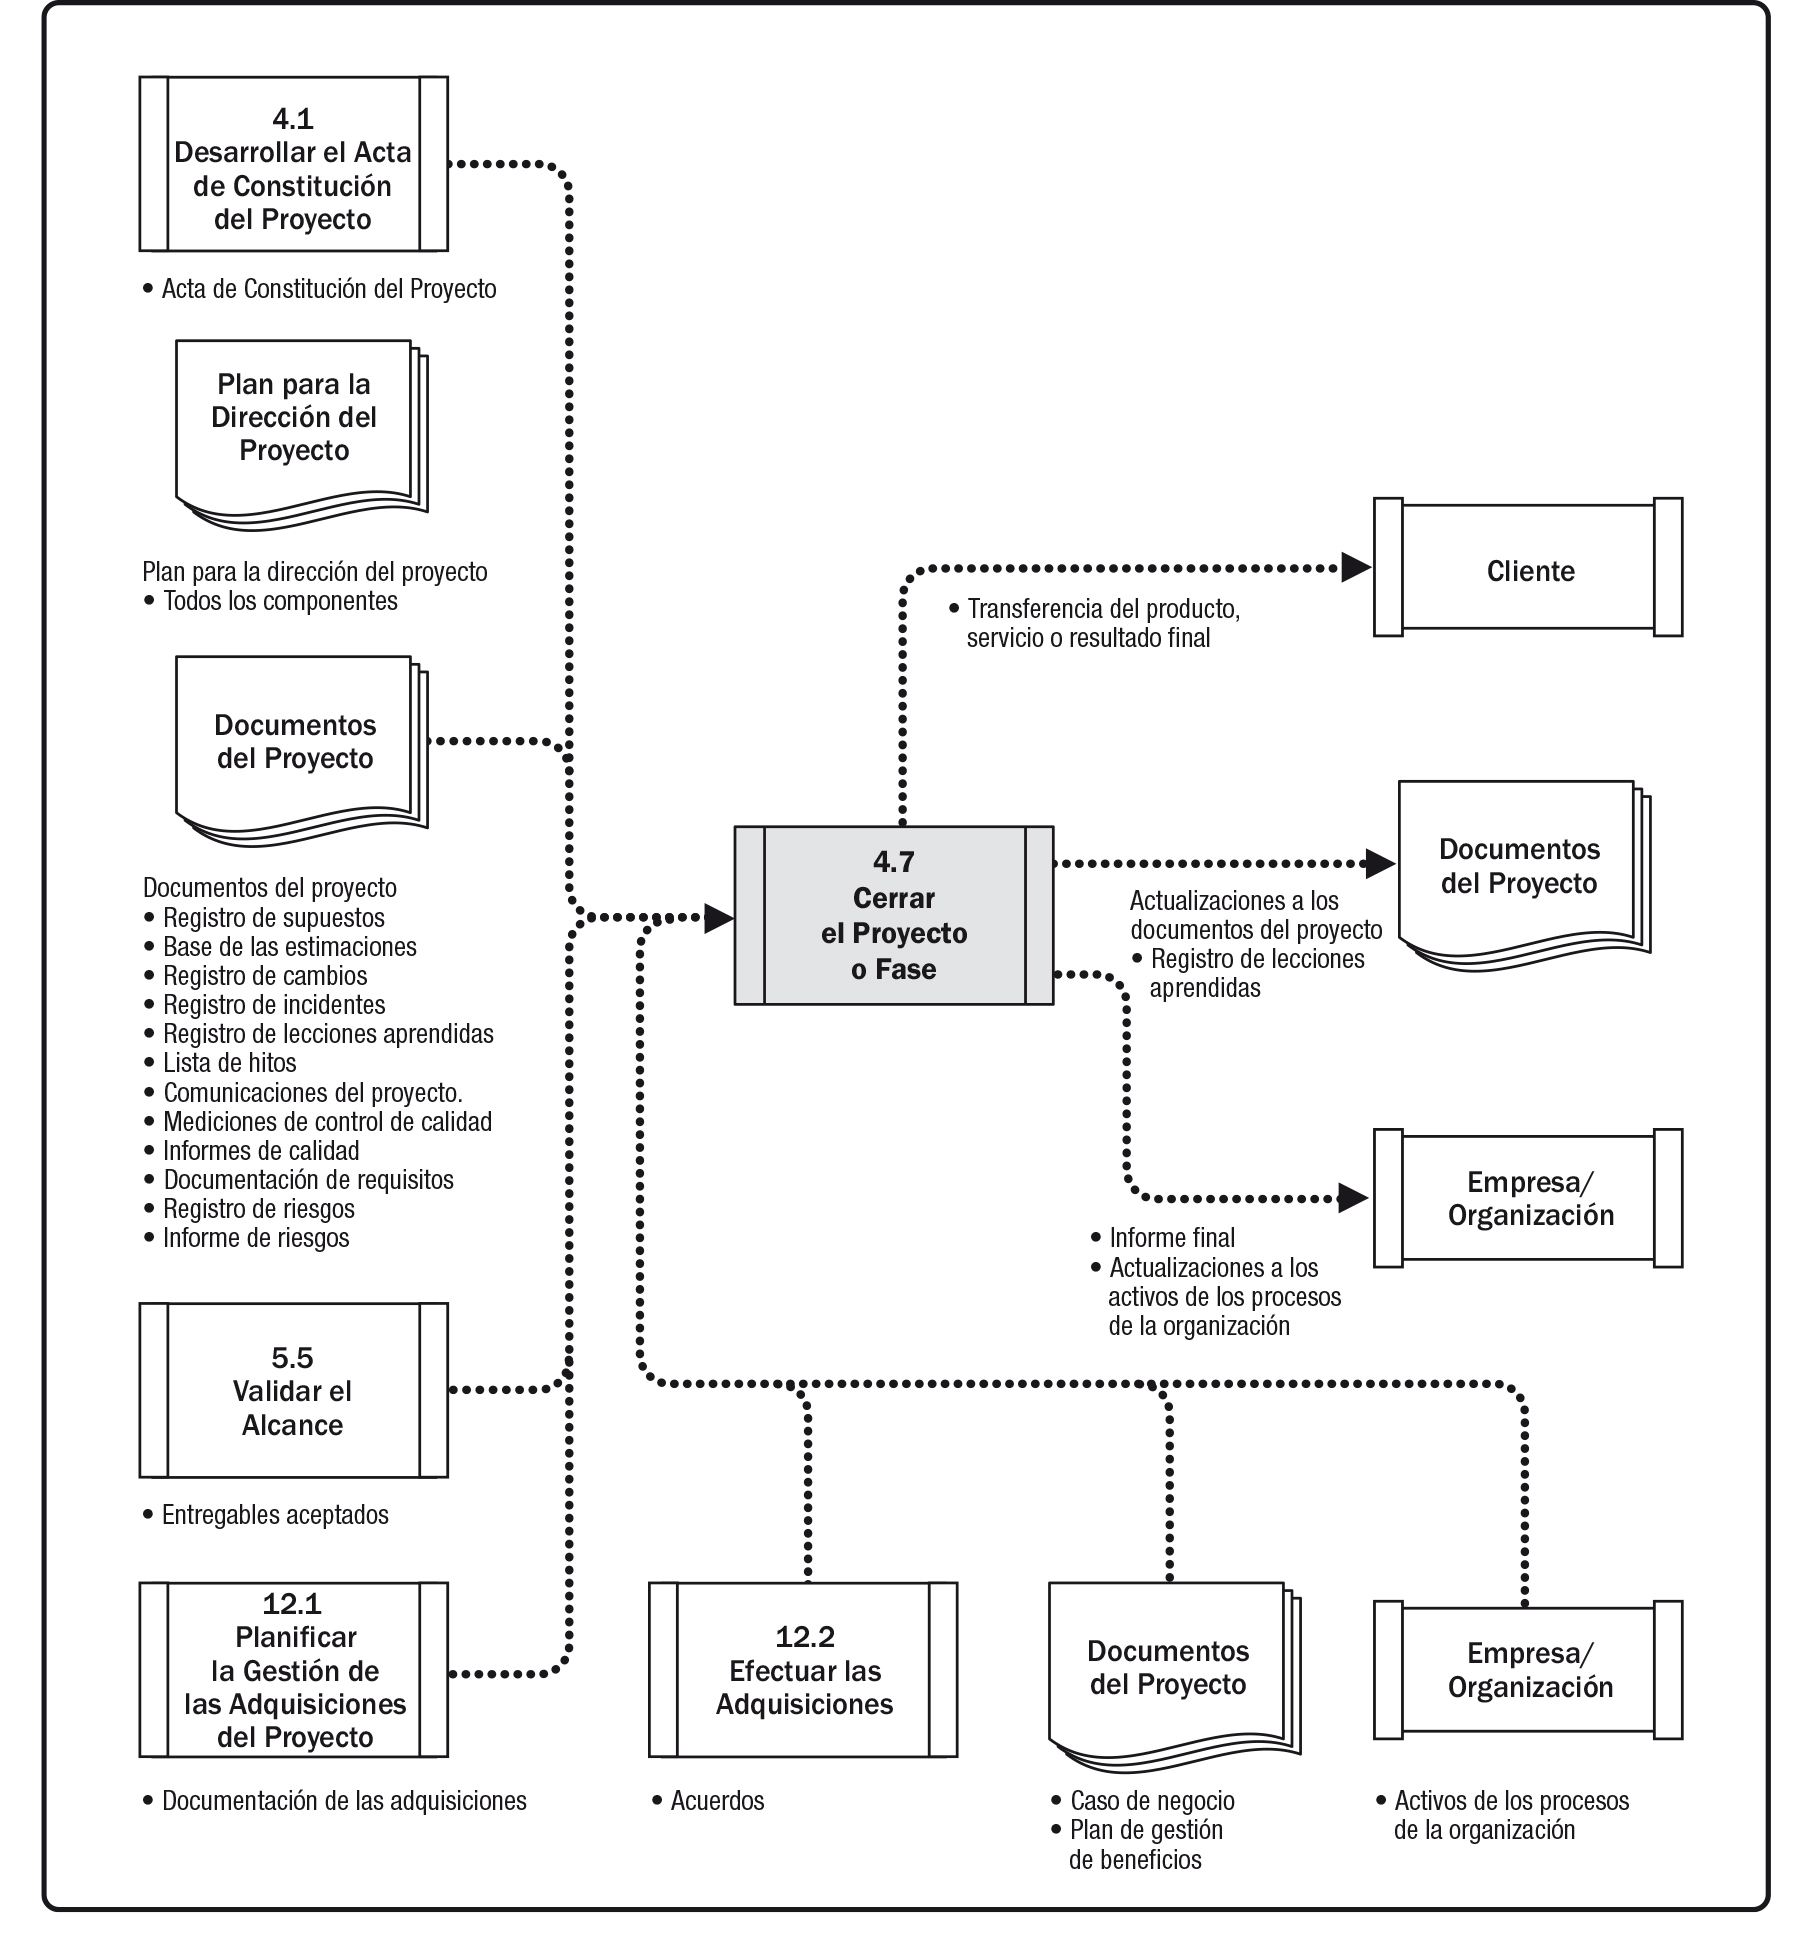 4.1
Desarrollar el Acta
de Constitución
del Proyecto
• Acta de Constitución del Proyecto
Plan para la
Dirección del
Proyecto
Plan para la dirección del proyecto
• Todos los componentes
Documentos
del Proyecto
Documentos del proyecto
• Registro de supuestos
• Base de las estimaciones
• Registro de cambios
• Registro de incidentes
• Registro de lecciones aprendidas
• Lista de hitos
• Comunicaciones del proyecto.
• Mediciones de control de calidad
• Informes de calidad
• Documentación de requisitos
• Registro de riesgos
• Informe de riesgos
5.5
Validar el
Alcance
• Entregables aceptados
12.1
Planificar
la Gestión de
las Adquisiciones
del Proyecto
• Documentación de las adquisiciones
4.7
Cerrar
el Proyecto
o Fase
Cliente
• Transferencia del producto,
servicio o resultado final
Documentos
del Proyecto
Actualizaciones a los
documentos del proyecto
• Registro de lecciones
aprendidas
Empresa/
Organización
• Informe final
• Actualizaciones a los
activos de los procesos
de la organización
12.2
Efectuar las
Adquisiciones
• Acuerdos
Documentos
del Proyecto
• Caso de negocio
• Plan de gestión
de beneficios
Empresa/
Organización
• Activos de los procesos
de la organización